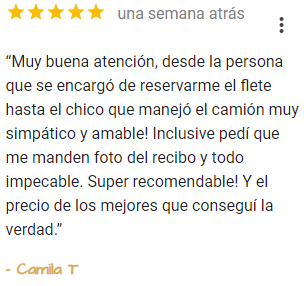 una semana atrás
“Muy buena atención, desde la persona
que se encargó de reservarme el flete
hasta el chico que manejó el camión muy
simpático y amable! Inclusive pedí que
me manden foto del recibo y todo
impecable. Super recomendable! Y el
precio de los mejores que conseguí la
verdad.”
- Camila T